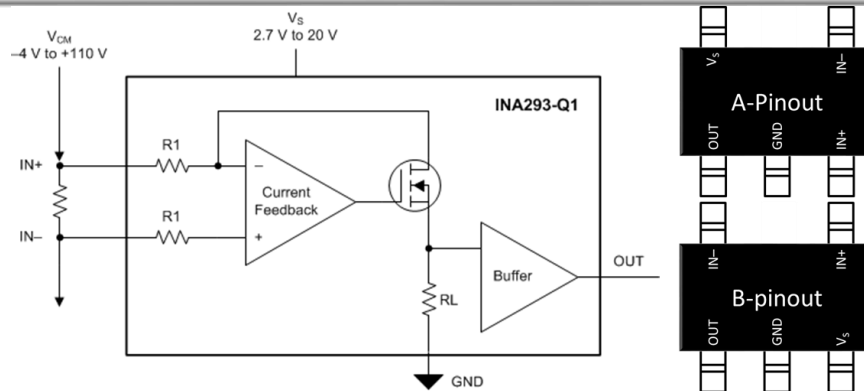 V_CM
–4 V to +110 V
V_S
2.7 V to 20 V
INA293-Q1
IN+
R1
–
Current
Feedback
IN–
R1
+
Buffer
OUT
RL
GND
V_S
IN–
A-Pinout
OUT
GND
IN+
IN–
IN+
B-pinout
OUT
GND
V_S